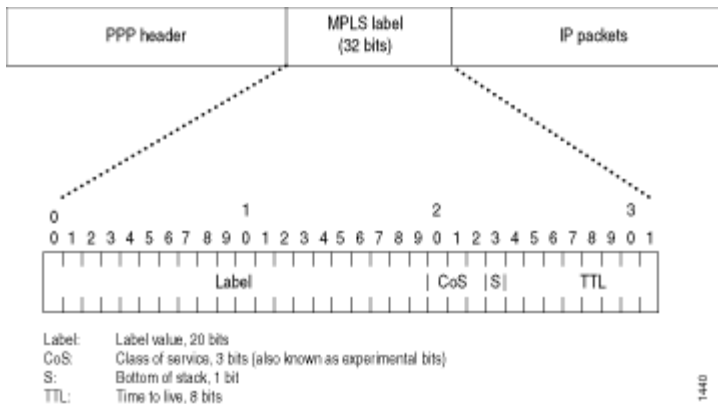 PPP header
MPLS label
(32 bits)
IP packets
0 1 2 3
0 1 2 3 4 5 6 7 8 9 0 1 2 3 4 5 6 7 8 9 0 1 2 3 4 5 6 7 8 9 0 1
Label | CoS |S| TTL
Label: Label value, 20 bits
CoS: Class of service, 3 bits (also known as experimental bits)
S: Bottom of stack, 1 bit
TTL: Time to live, 8 bits
1440